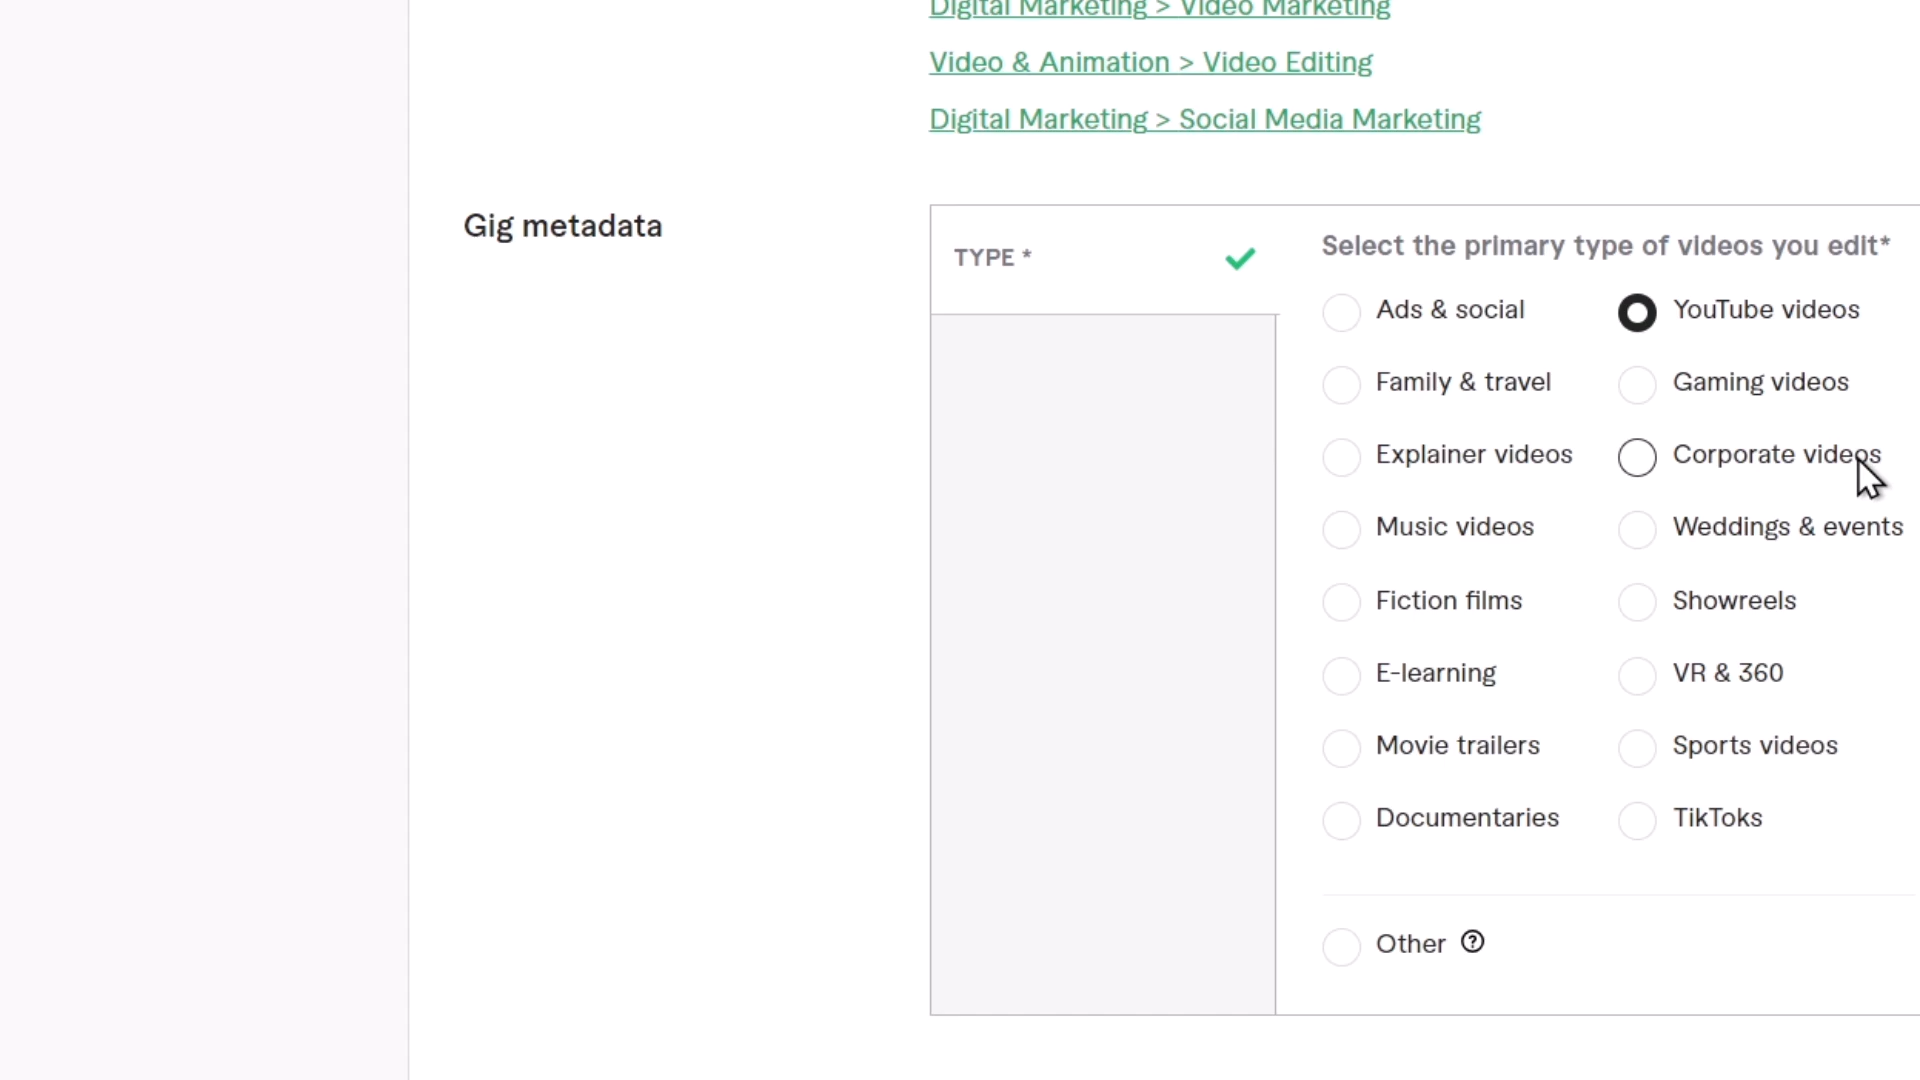 Digital Marketing > Video Marketing
Video & Animation > Video Editing
Digital Marketing > Social Media Marketing
Gig metadata
TYPE *
Select the primary type of videos you edit*
Ads & social
YouTube videos
Family & travel
Gaming videos
Explainer videos
Corporate videos
Music videos
Weddings & events
Fiction films
Showreels
E-learning
VR & 360
Movie trailers
Sports videos
Documentaries
TikToks
Other ?